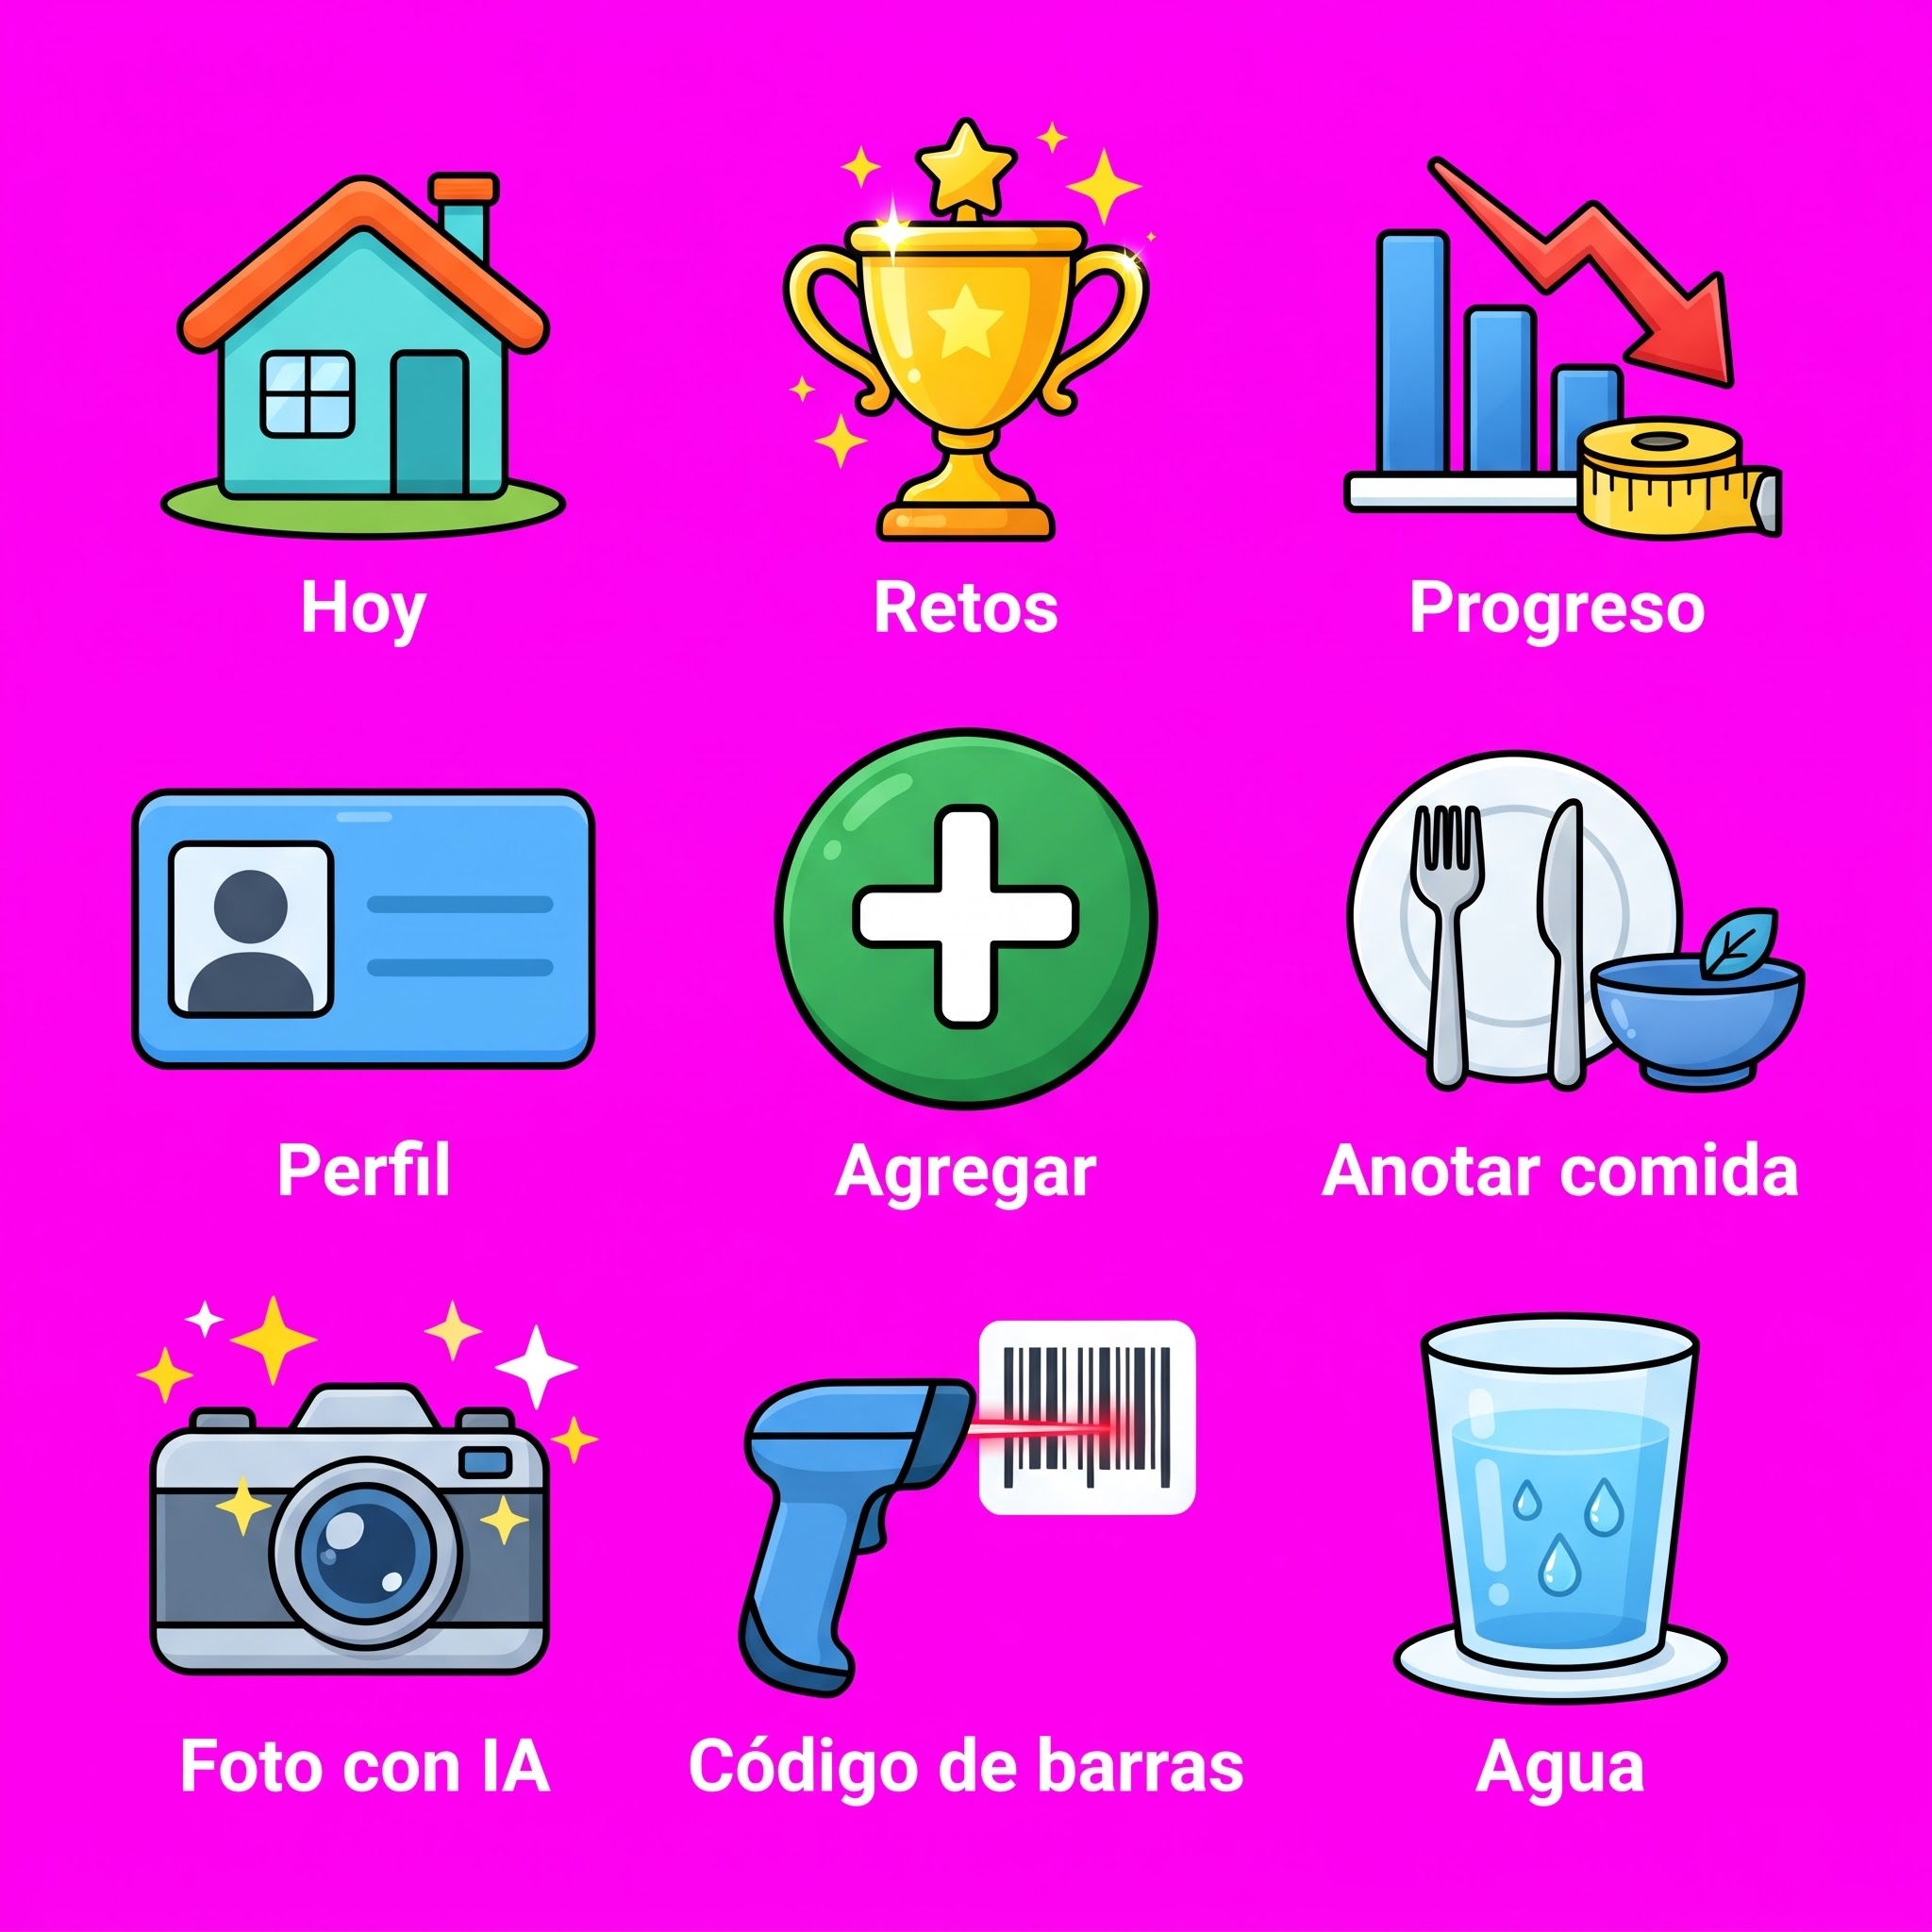 Hoy
Retos
Progreso
Perfil
Agregar
Anotar comida
Foto con IA
Código de barras
Agua